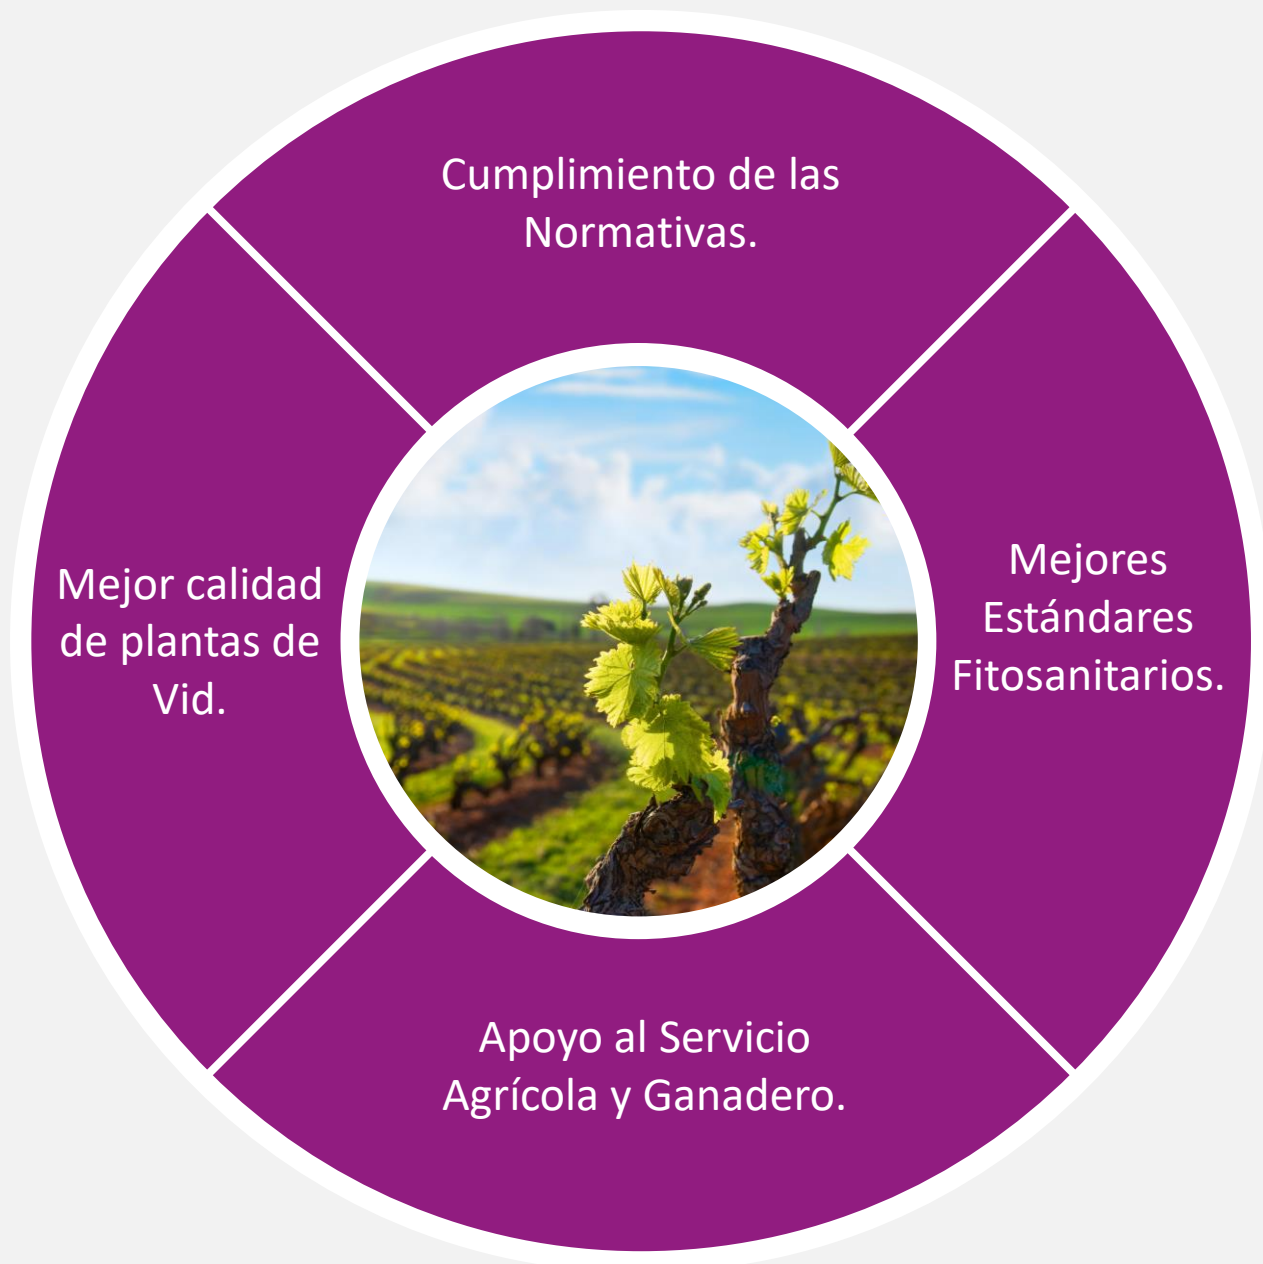 Cumplimiento de las
Normativas.
Mejor calidad
de plantas de
Vid.
Mejores
Estándares
Fitosanitarios.
Apoyo al Servicio
Agrícola y Ganadero.